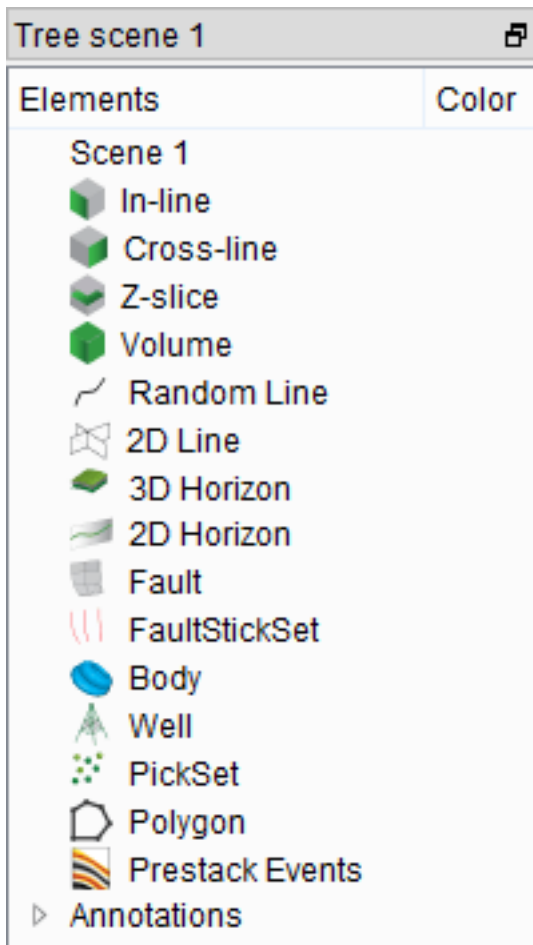 Tree scene 1
Elements Color
Scene 1
In-line
Cross-line
Z-slice
Volume
Random Line
2D Line
3D Horizon
2D Horizon
Fault
FaultStickSet
Body
Well
PickSet
Polygon
Prestack Events
Annotations